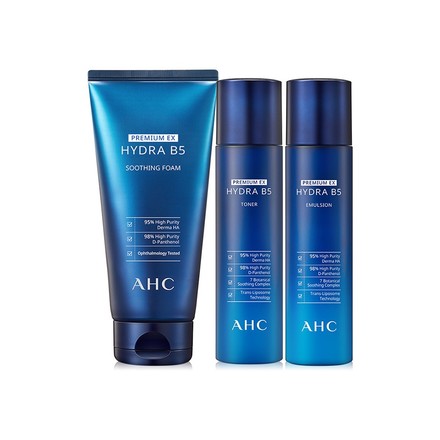 PREMIUM EX
HYDRA B5
SOOTHING FOAM
95% High Purity
Derma HA
98% High Purity
D-Panthenol
Ophthalmology Tested
AHC
PREMIUM EX
HYDRA B5
TONER
95% High Purity
Derma HA
98% High Purity
D-Panthenol
7 Botanical
Soothing Complex
Trans Liposome
Technology
AHC
PREMIUM EX
HYDRA B5
EMULSION
95% High Purity
Derma HA
98% High Purity
D-Panthenol
7 Botanical
Soothing Complex
Trans Liposome
Technology
AHC